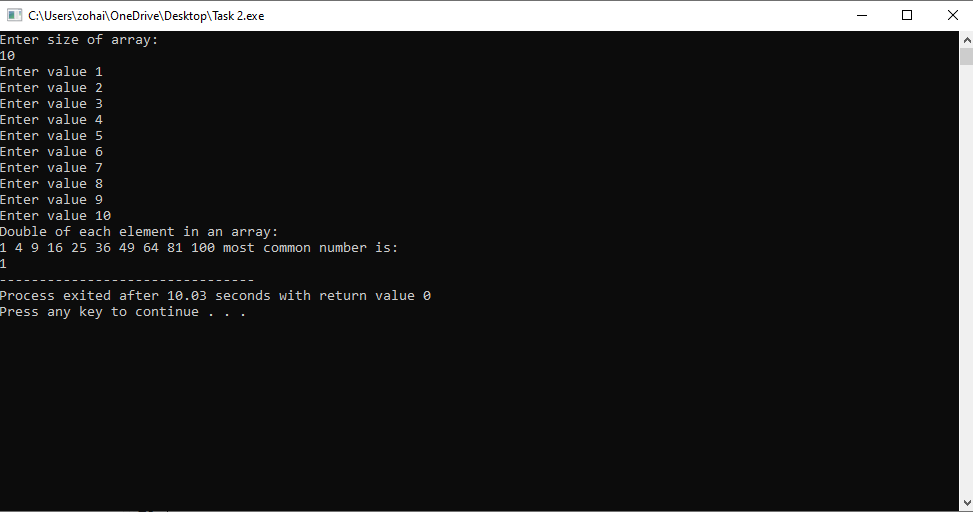 C:\Users\zohai\OneDrive\Desktop\Task 2.exe
Enter size of array:
10
Enter value 1
Enter value 2
Enter value 3
Enter value 4
Enter value 5
Enter value 6
Enter value 7
Enter value 8
Enter value 9
Enter value 10
Double of each element in an array:
1 4 9 16 25 36 49 64 81 100 most common number is:
1
--------------------------------
Process exited after 10.03 seconds with return value 0
Press any key to continue . . .